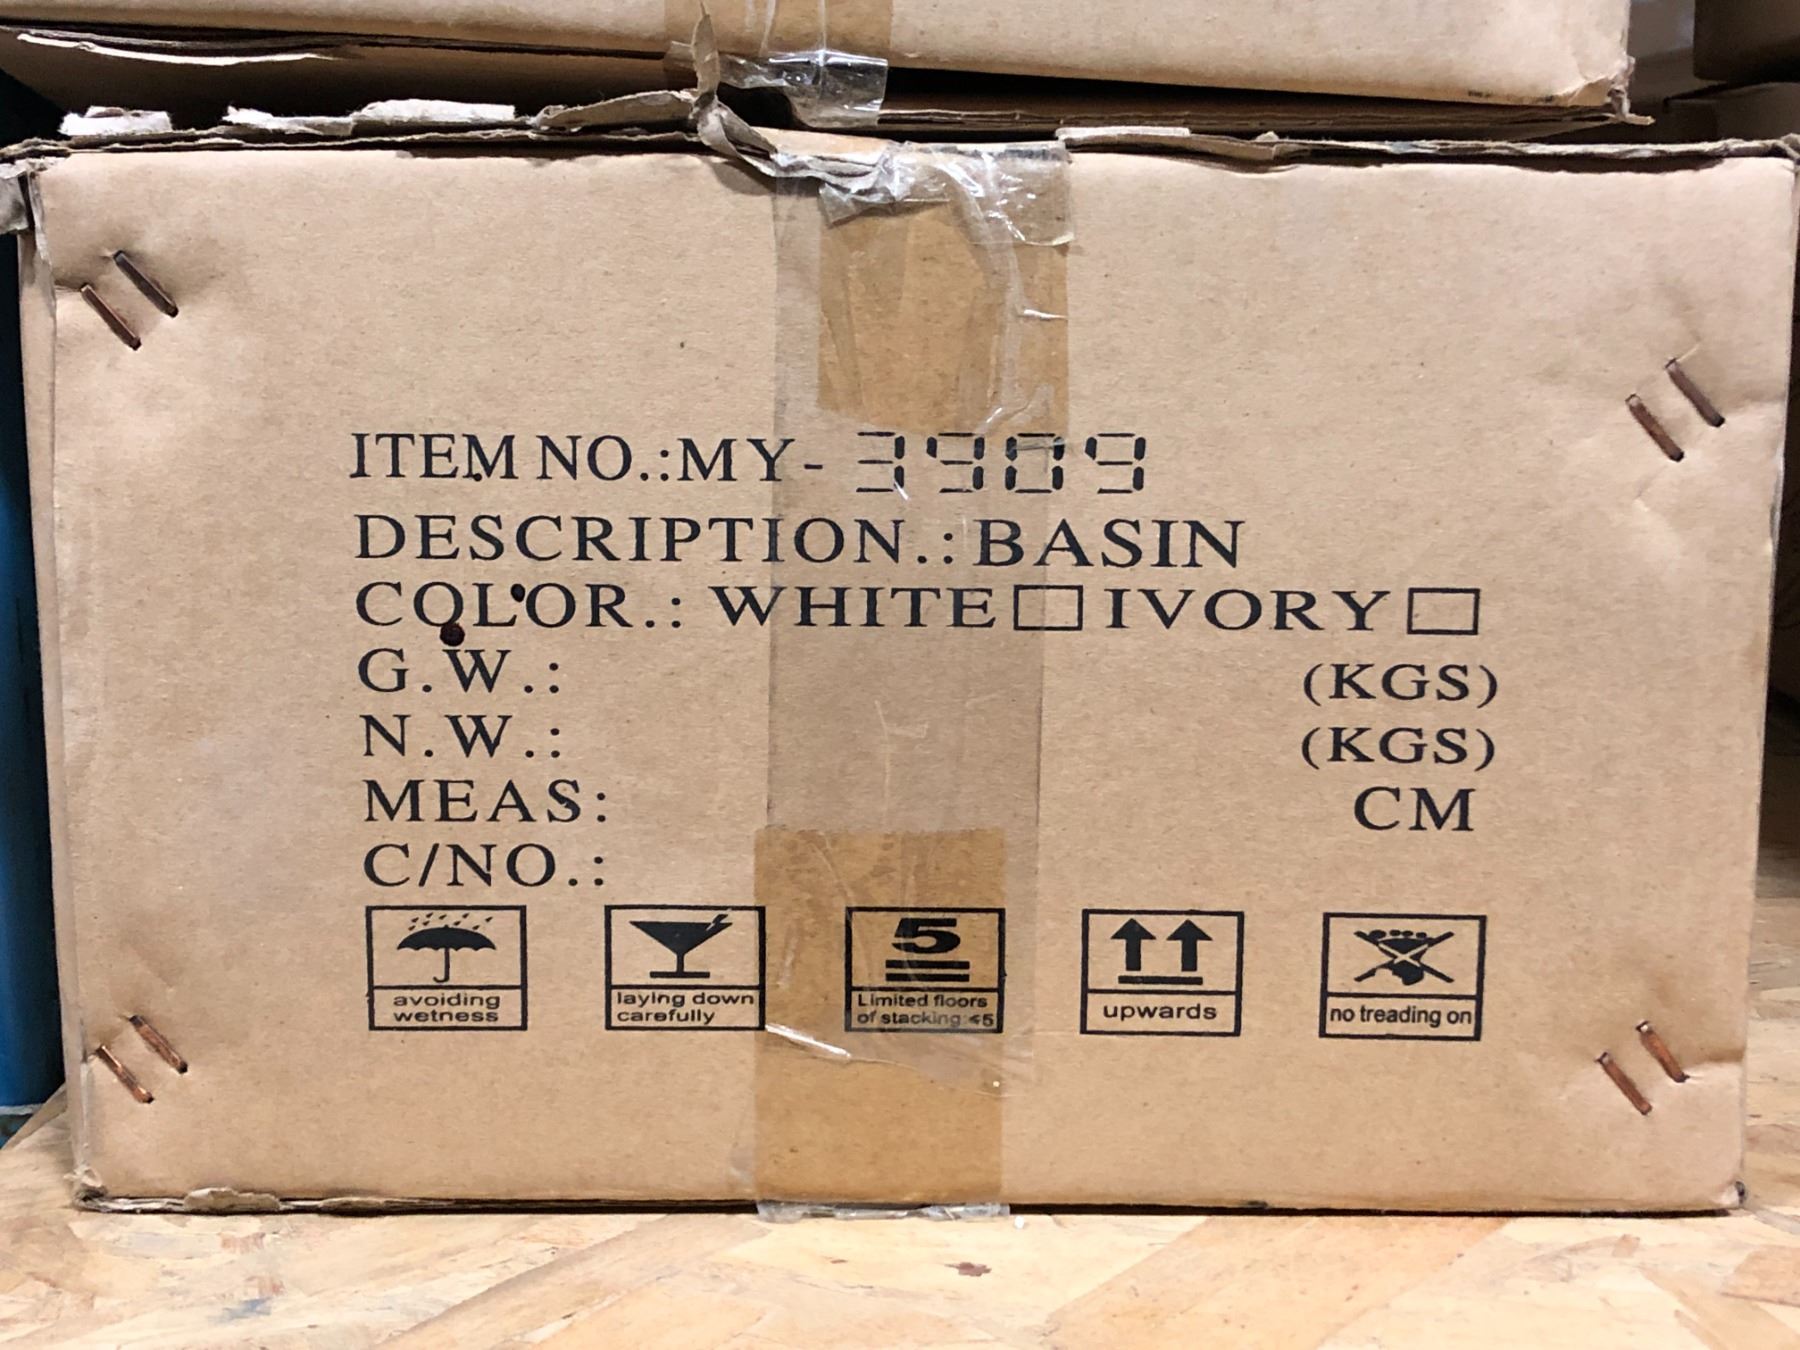 ITEM NO.:MY-3909
DESCRIPTION.:BASIN
COLOR.: WHITE□ IVORY□
G.W.: (KGS)
N.W.: (KGS)
MEAS: CM
C/NO.:
5
avoiding wetness
laying down carefully
Limited floors of stacking ≤5
upwards
no treading on